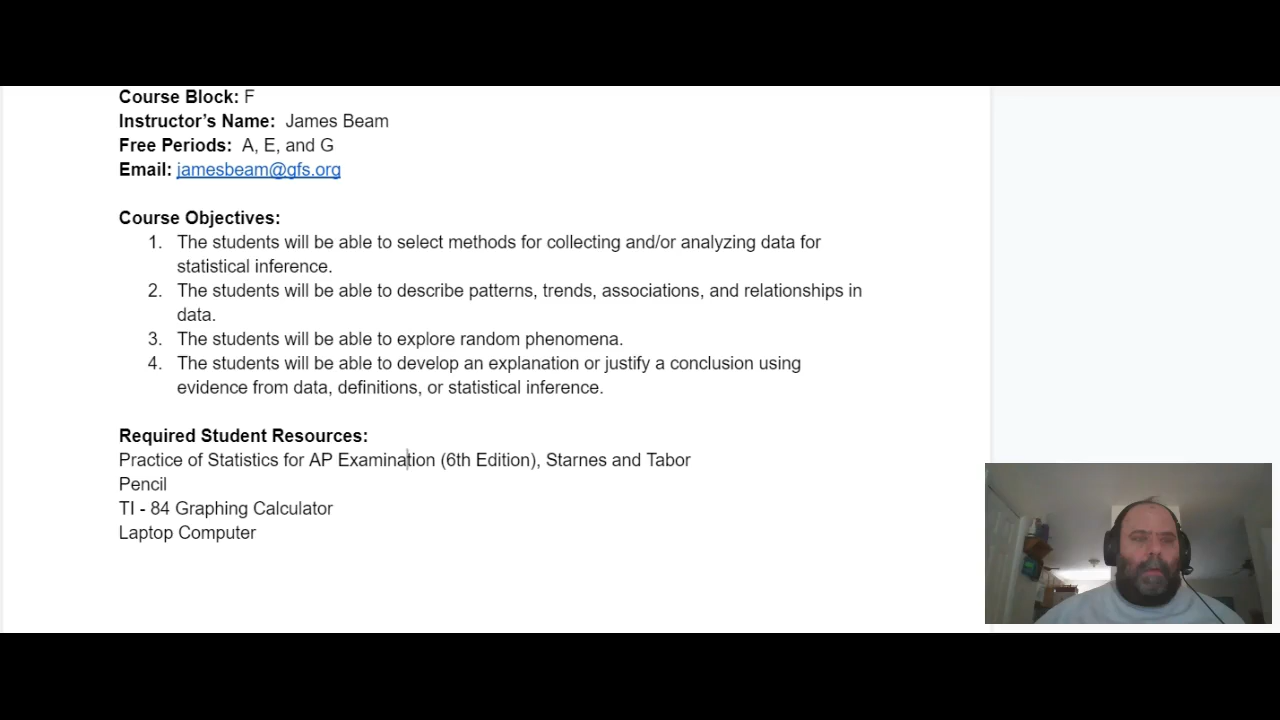 Course Block: F
Instructor’s Name:  James Beam
Free Periods:  A, E, and G
Email: jamesbeam@gfs.org
Course Objectives:
1. The students will be able to select methods for collecting and/or analyzing data for
statistical inference.
2. The students will be able to describe patterns, trends, associations, and relationships in
data.
3. The students will be able to explore random phenomena.
4. The students will be able to develop an explanation or justify a conclusion using
evidence from data, definitions, or statistical inference.
Required Student Resources:
Practice of Statistics for AP Examination (6th Edition), Starnes and Tabor
Pencil
TI - 84 Graphing Calculator
Laptop Computer